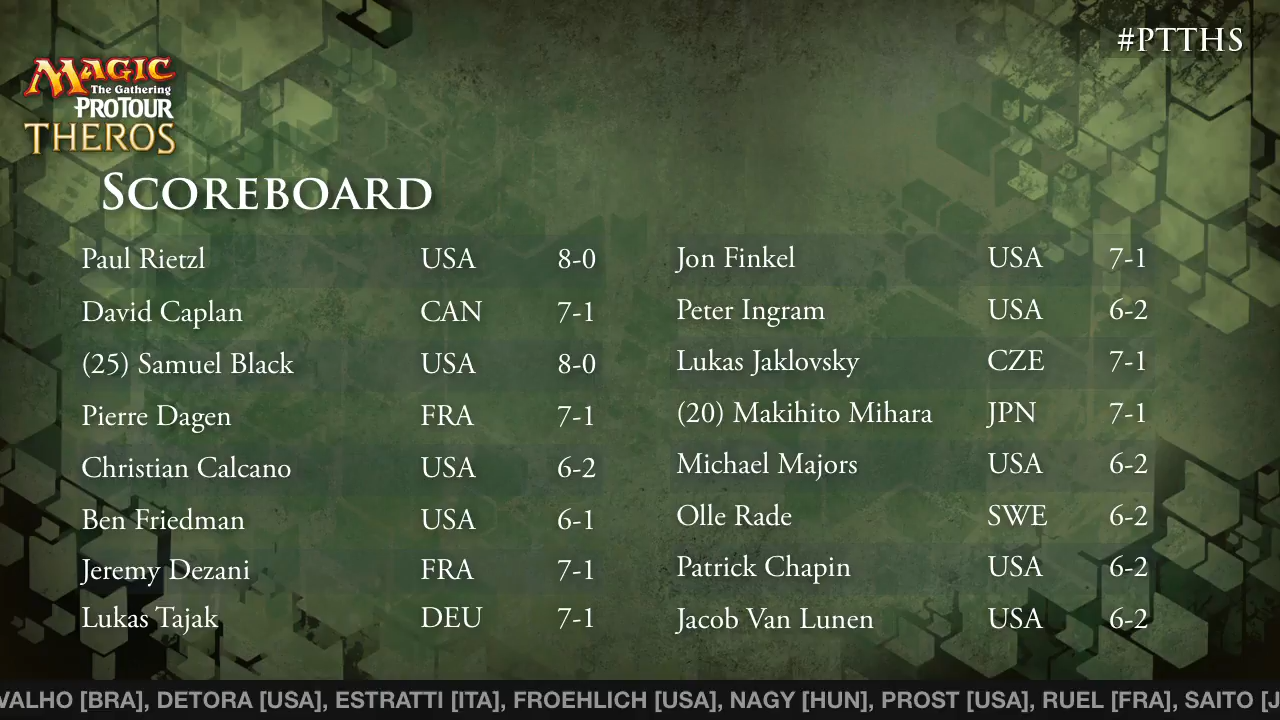 #PTTHS
MAGIC
The Gathering
PROTOUR
THEROS
SCOREBOARD
Paul Rietzl USA 8-0
David Caplan CAN 7-1
(25) Samuel Black USA 8-0
Pierre Dagen FRA 7-1
Christian Calcano USA 6-2
Ben Friedman USA 6-1
Jeremy Dezani FRA 7-1
Lukas Tajak DEU 7-1
Jon Finkel USA 7-1
Peter Ingram USA 6-2
Lukas Jaklovsky CZE 7-1
(20) Makihito Mihara JPN 7-1
Michael Majors USA 6-2
Olle Rade SWE 6-2
Patrick Chapin USA 6-2
Jacob Van Lunen USA 6-2
VALHO [BRA], DETORA [USA], ESTRATTI [ITA], FROEHLICH [USA], NAGY [HUN], PROST [USA], RUEL [FRA], SAITO [J